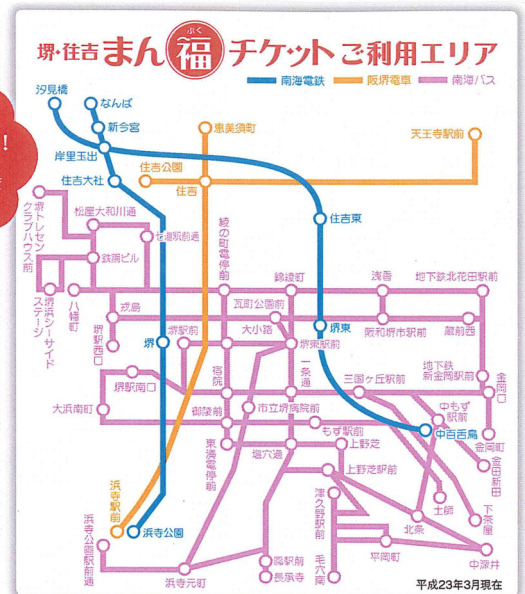 堺・住吉まん福チケットご利用エリア
ぷく
南海電鉄 阪堺電車 南海バス
汐見橋
なんば
新今宮
恵美須町
天王寺駅前
岸里玉出
住吉公園
住吉大社
住吉
堺トレセン
クラブハウス前
松屋大和川通
七道駅前通
綾の町電停前
住吉東
鉄砲ビル
錦綾町
浅香
地下鉄北花田駅前
堺浜シーサイド
ステージ
八幡町
戎島
瓦町公園前
堺駅西口
堺
堺駅前
大小路
堺東
堺東駅前
阪和堺市駅前
蔵前西
宿院
一条通
地下鉄
新金岡駅前
堺駅南口
三国ヶ丘駅前
金岡口
大浜南町
御陵前
市立堺病院前
中もず
駅前
もず駅前
中百舌鳥
金岡町
東湊電停前
塩穴通
上野芝
金田新田
上野芝駅前
浜寺
駅前
浜寺公園
津久野駅前
土師
下茶屋
北条
浜寺公園駅前通
平岡町
中深井
鳳駅前
長承寺
毛穴南
浜寺元町
平成23年3月現在